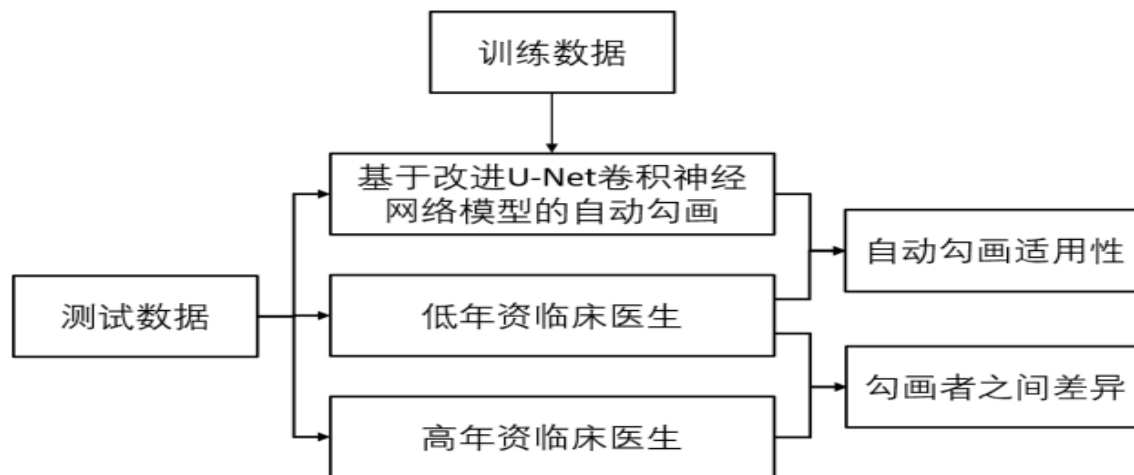 训练数据
基于改进U-Net卷积神经
网络模型的自动勾画
自动勾画适用性
测试数据
低年资临床医生
勾画者之间差异
高年资临床医生